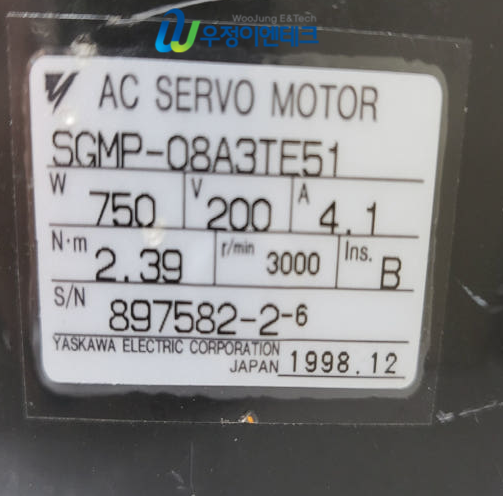 WooJung E&Tech
우정이앤테크
AC SERVO MOTOR
SGMP-08A3TE51
W 750 V 200 A 4.1
N·m 2.39 r/min 3000 Ins. B
S/N 897582-2-6
YASKAWA ELECTRIC CORPORATION
JAPAN 1998.12